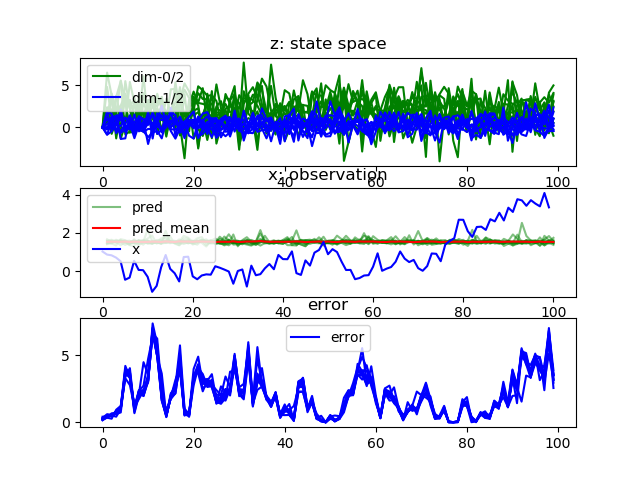 z: state space
dim-0/2
dim-1/2
5
0
0 20 40 60 80 100
x: observation
pred
pred_mean
x
4
2
0
0 20 40 60 80 100
error
error
5
0
0 20 40 60 80 100